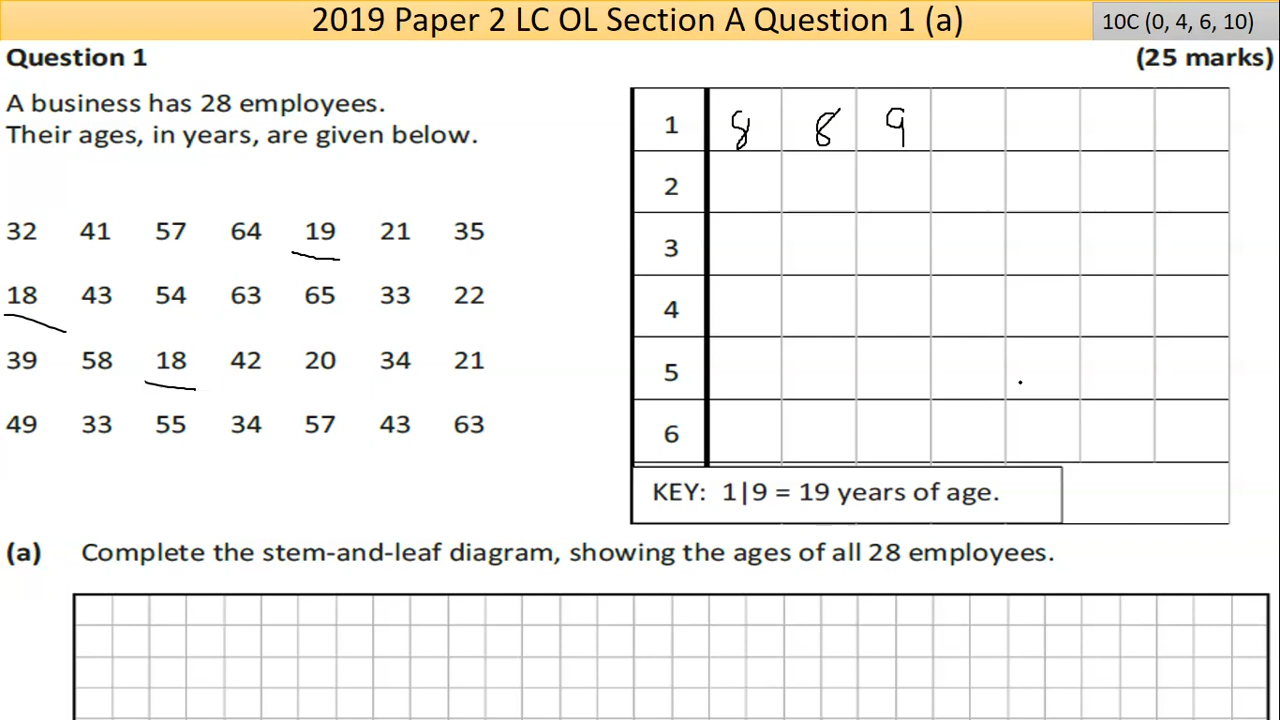 2019 Paper 2 LC OL Section A Question 1 (a)
10C (0, 4, 6, 10)
Question 1
(25 marks)
A business has 28 employees.
Their ages, in years, are given below.
32 41 57 64 19 21 35
18 43 54 63 65 33 22
39 58 18 42 20 34 21
49 33 55 34 57 43 63
1 8 8 9
2
3
4
5
6
KEY: 1|9 = 19 years of age.
(a) Complete the stem-and-leaf diagram, showing the ages of all 28 employees.